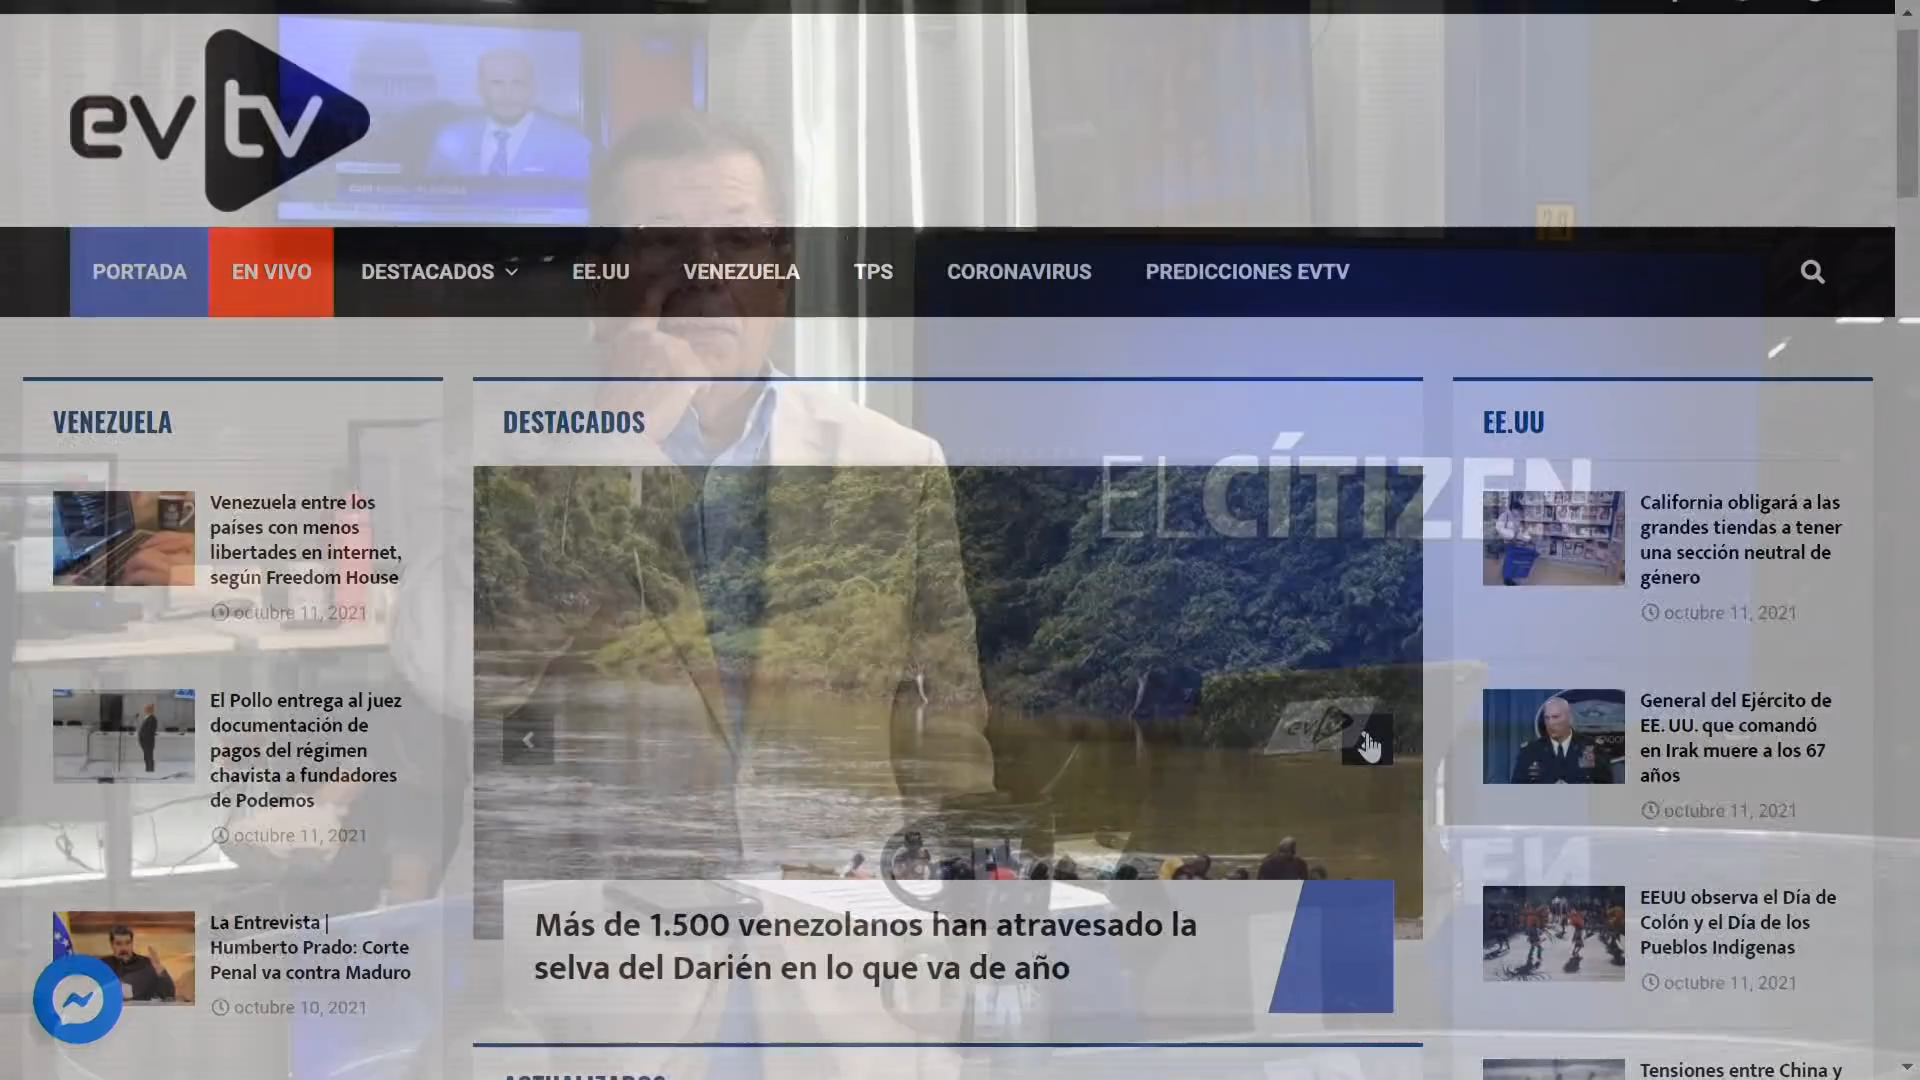 evtv
PORTADA
EN VIVO
DESTACADOS
EE.UU
VENEZUELA
TPS
CORONAVIRUS
PREDICCIONES EVTV
VENEZUELA
Venezuela entre los
países con menos
libertades en internet,
según Freedom House
octubre 11, 2021
El Pollo entrega al juez
documentación de
pagos del régimen
chavista a fundadores
de Podemos
octubre 11, 2021
La Entrevista |
Humberto Prado: Corte
Penal va contra Maduro
octubre 10, 2021
DESTACADOS
EL CÍTIZEN
evtv
Más de 1.500 venezolanos han atravesado la
selva del Darién en lo que va de año
EE.UU
California obligará a las
grandes tiendas a tener
una sección neutral de
género
octubre 11, 2021
General del Ejército de
EE. UU. que comandó
en Irak muere a los 67
años
octubre 11, 2021
EEUU observa el Día de
Colón y el Día de los
Pueblos Indígenas
octubre 11, 2021
Tensiones entre China y